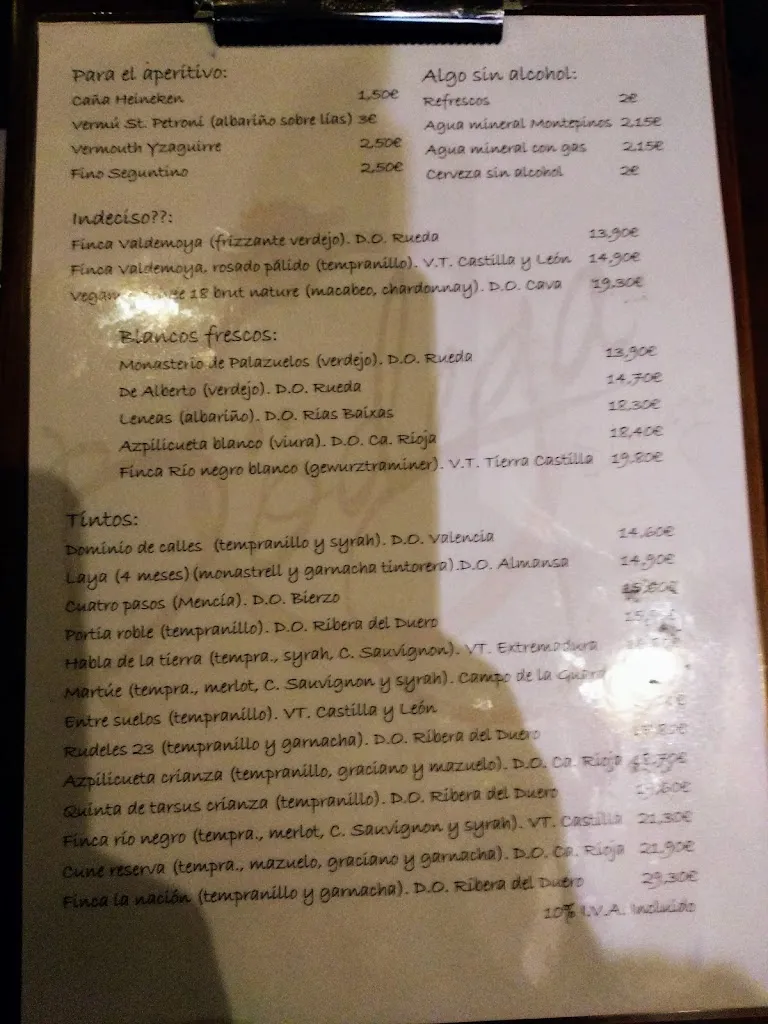 Para el aperitivo:
Caña Heineken 1,50€
Vermú St. Petroni (albariño sobre lías) 3€
Vermouth Yzaguirre 2,50€
Fino Seguntino 2,50€
Algo sin alcohol:
Refrescos 2€
Agua mineral Montepinos 2,15€
Agua mineral con gas 2,15€
Cerveza sin alcohol 2€
Indeciso??:
Finca Valdemoya (frizzante verdejo). D.O. Rueda 13,90€
Finca Valdemoya, rosado pálido (tempranillo). V.T. Castilla y León 14,90€
18 brut nature (macabeo, chardonnay). D.O. Cava 19,30€
Blancos frescos:
Monasterio de Palazuelos (verdejo). D.O. Rueda 13,90€
De Alberto (verdejo). D.O. Rueda 14,70€
Leneas (albariño). D.O. Rías Baixas 18,30€
Azpilicueta blanco (viura). D.O. Ca. Rioja 18,40€
Finca Río negro blanco (gewurztraminer). V.T. Tierra Castilla 19,80€
Tintos:
Dominio de calles (tempranillo y syrah). D.O. Valencia 14,60€
Laya (4 meses) (monastrell y garnacha tintorera). D.O. Almansa 14,90€
Cuatro pasos (Mencía). D.O. Bierzo
Portia roble (tempranillo). D.O. Ribera del Duero
Habla de la tierra (tempra., syrah, C. Sauvignon). VT. Extremadura
Martúe (tempra., merlot, C. Sauvignon y syrah). Campo de la Guar
Entre suelos (tempranillo). VT. Castilla y León
Rudeles 23 (tempranillo y garnacha). D.O. Ribera del Duero
Azpilicueta crianza (tempranillo, graciano y mazuelo). D.O. Ca. Rioja
Quinta de tarsus crianza (tempranillo). D.O. Ribera del Duero
Finca río negro (tempra., merlot, C. Sauvignon y syrah). VT. Castilla 21,30€
Cune reserva (tempra., mazuelo, graciano y garnacha). D.O. Ca. Rioja 21,90€
Finca la nación (tempranillo y garnacha). D.O. Ribera del Duero 29,30€
10% I.V.A. Incluido